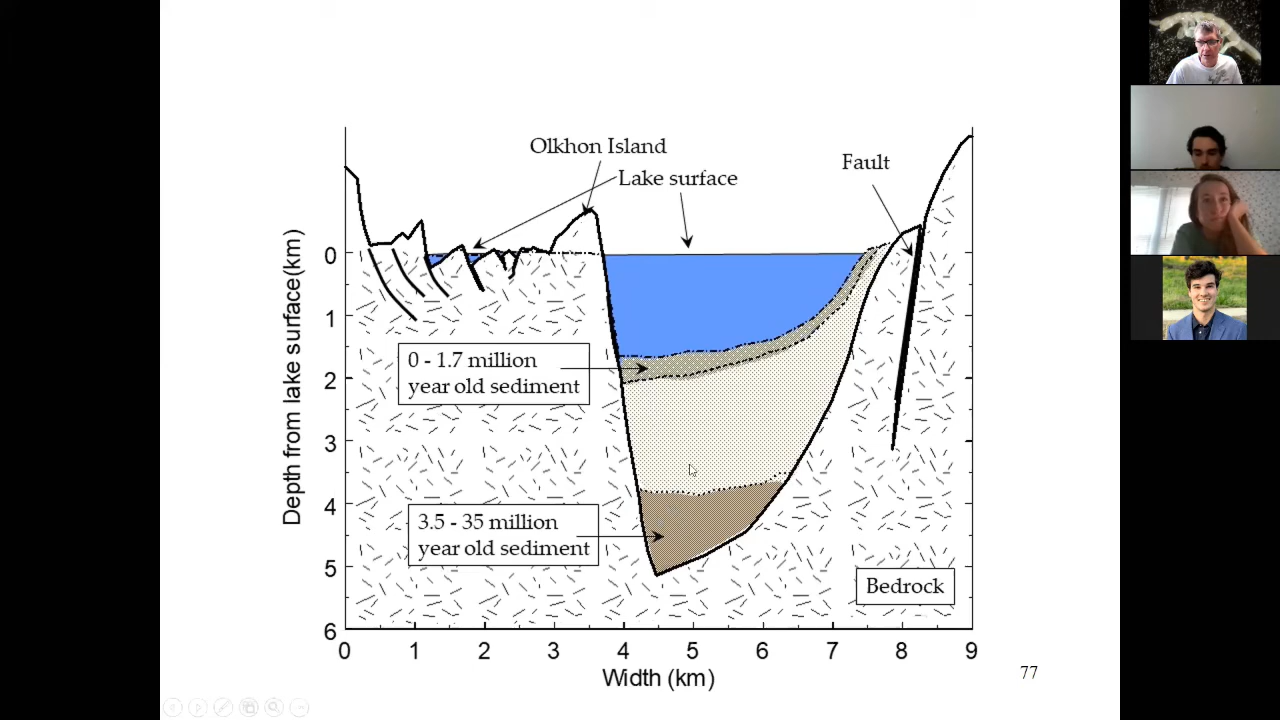 Olkhon Island
Lake surface
Fault
Depth from lake surface(km)
0
1
2
3
4
5
6
0 - 1.7 million
year old sediment
3.5 - 35 million
year old sediment
Bedrock
0 1 2 3 4 5 6 7 8 9
Width (km)
77